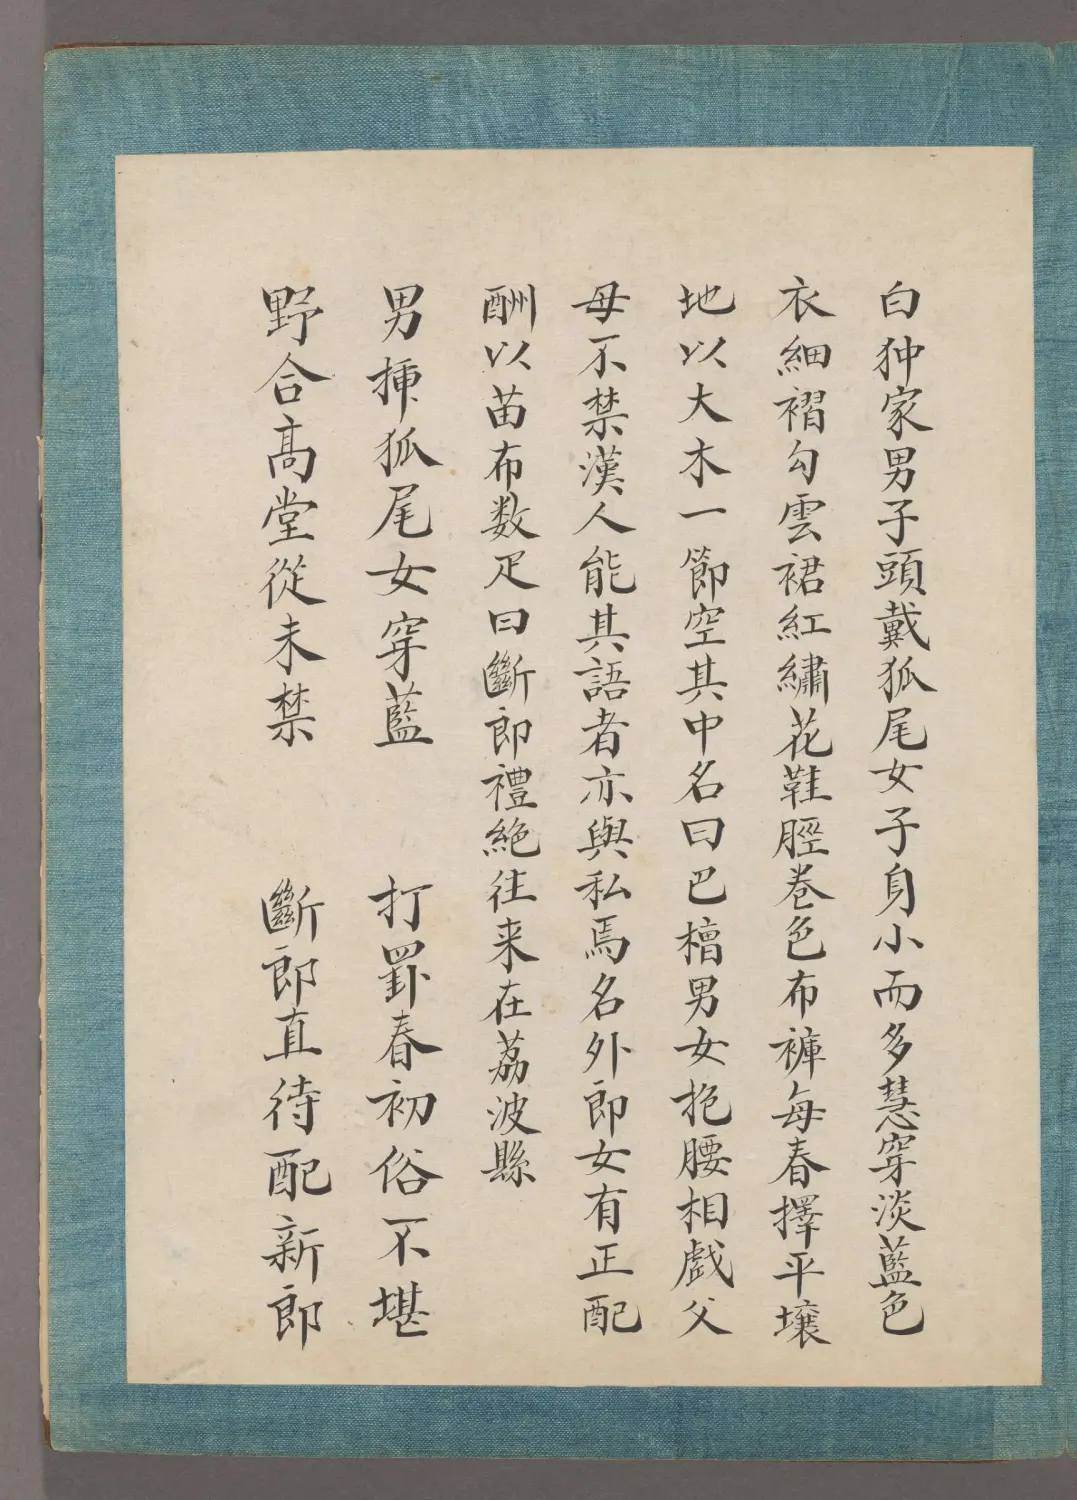 白狆家男子頭戴狐尾女子身小而多慧穿淡藍色
衣細褶勾雲裙紅繡花鞋脛卷色布褲每春擇平壤
地以大木一節空其中名曰巴檀男女抱腰相戲父
母不禁漢人能其語者亦與私焉名外郎女有正配
酬以苗布数疋曰斷郎禮絶往来在荔波縣
男揷狐尾女穿藍 打罫春初俗不堪
野合高堂從未禁 斷郎直待配新郎